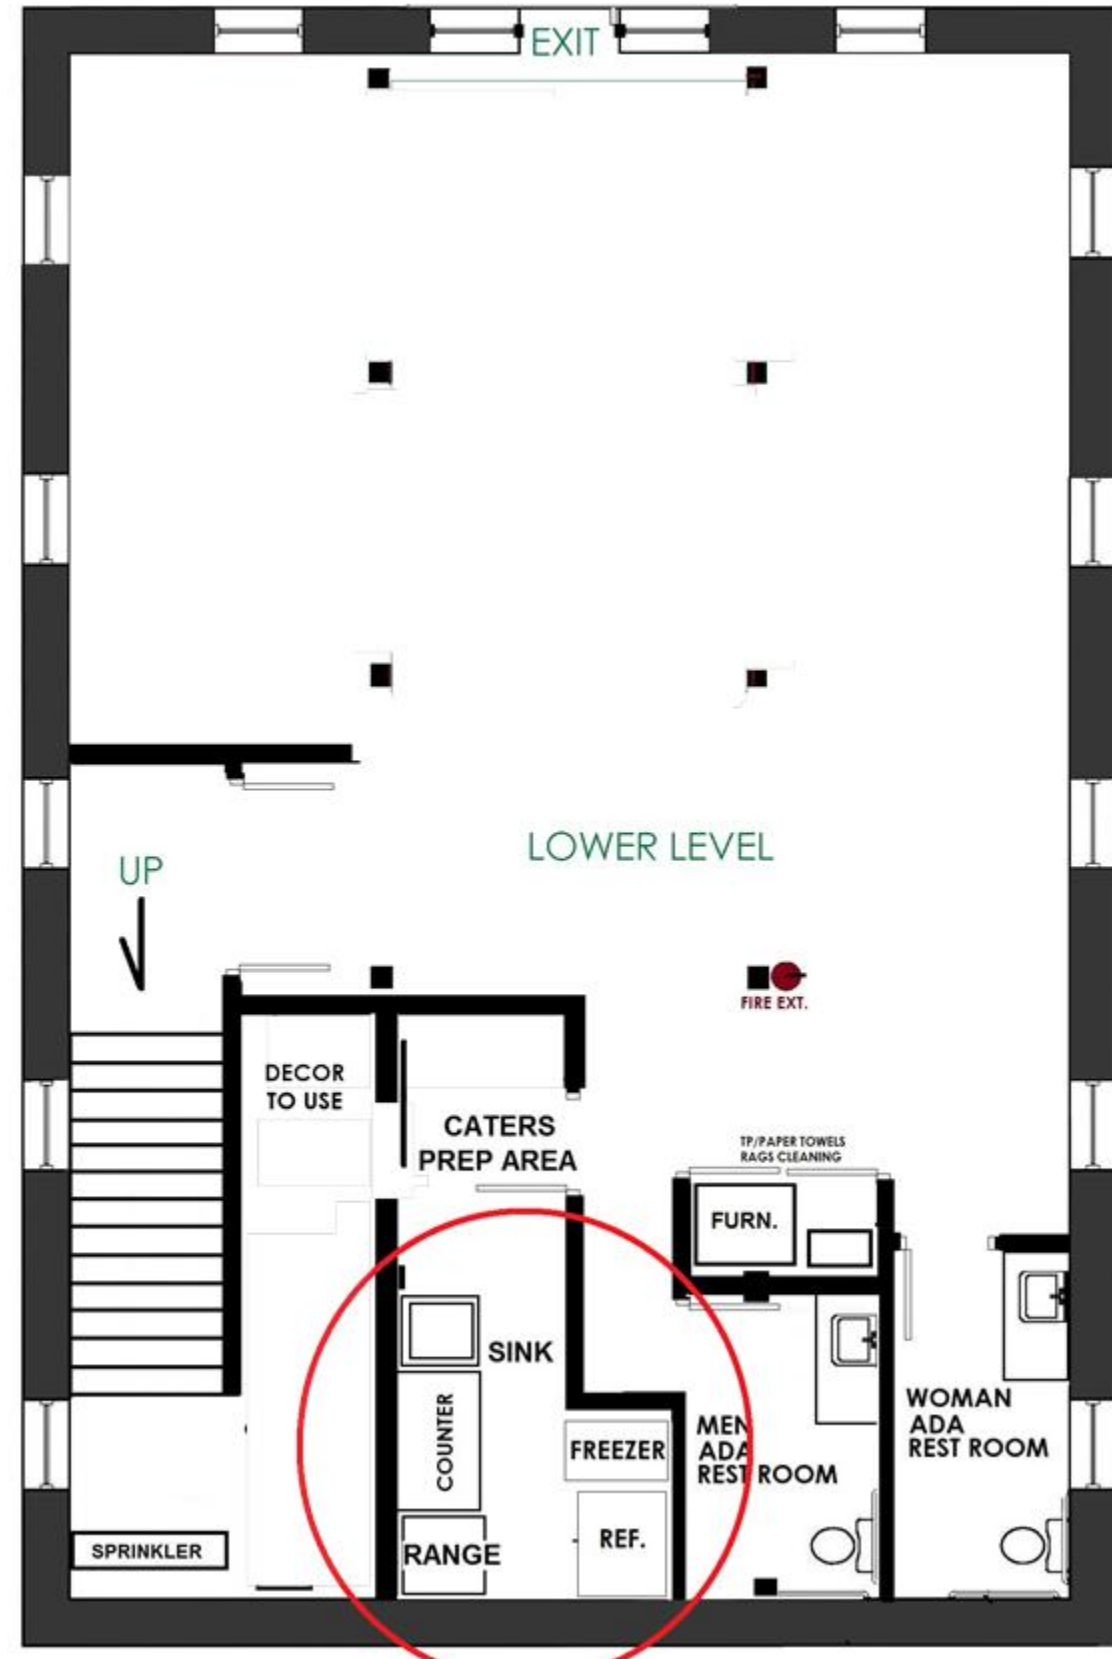 EXIT
LOWER LEVEL
UP
FIRE EXT.
DECOR
TO USE
CATERS
PREP AREA
TP/PAPER TOWELS
RAGS CLEANING
FURN.
SINK
COUNTER
FREEZER
MEN
ADA
REST ROOM
WOMAN
ADA
REST ROOM
SPRINKLER
RANGE
REF.